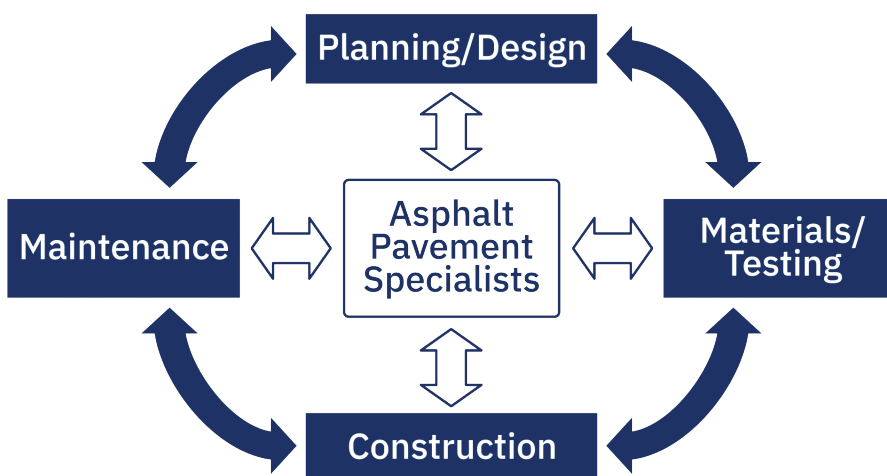 Planning/Design
Asphalt
Pavement
Specialists
Maintenance
Materials/
Testing
Construction